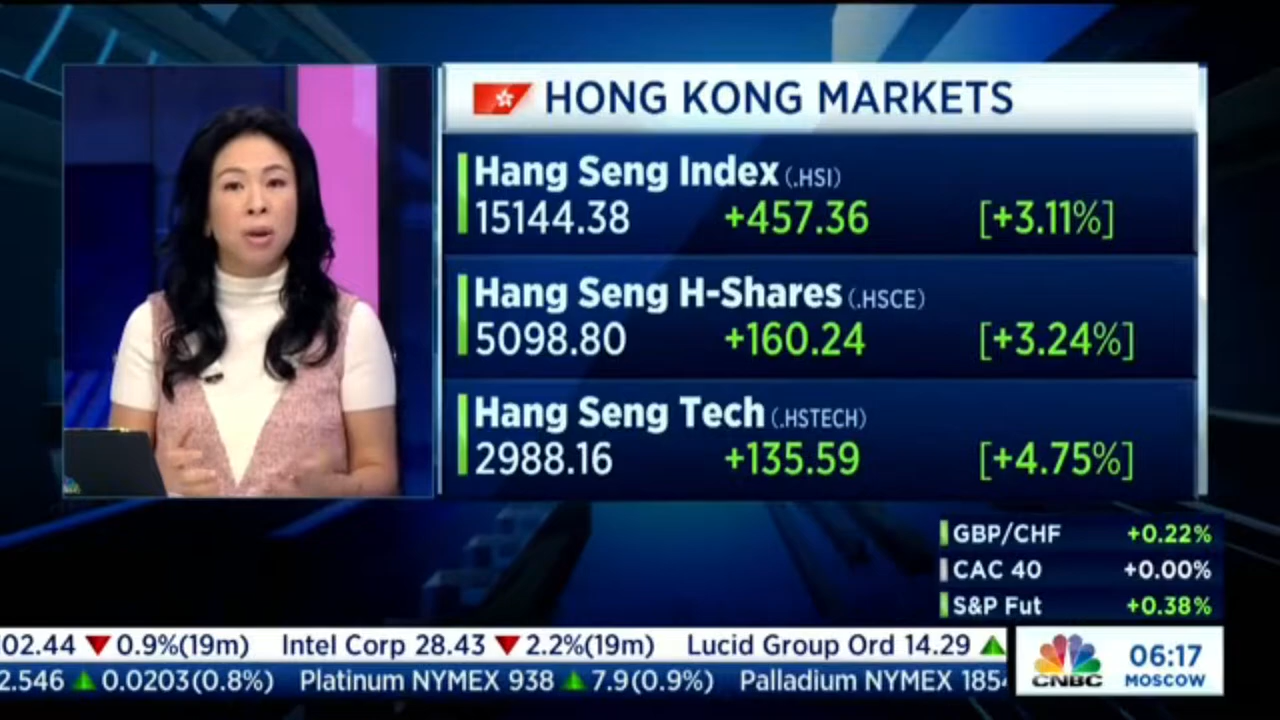 HONG KONG MARKETS
Hang Seng Index (.HSI)
15144.38 +457.36 [+3.11%]
Hang Seng H-Shares (.HSCE)
5098.80 +160.24 [+3.24%]
Hang Seng Tech (.HSTECH)
2988.16 +135.59 [+4.75%]
GBP/CHF +0.22%
CAC 40 +0.00%
S&P Fut +0.38%
02.44 ▼ 0.9%(19m) Intel Corp 28.43 ▼ 2.2%(19m) Lucid Group Ord 14.29 ▲
2.546 ▲ 0.0203(0.8%) Platinum NYMEX 938 ▲ 7.9(0.9%) Palladium NYMEX 185
CNBC
06:17
MOSCOW